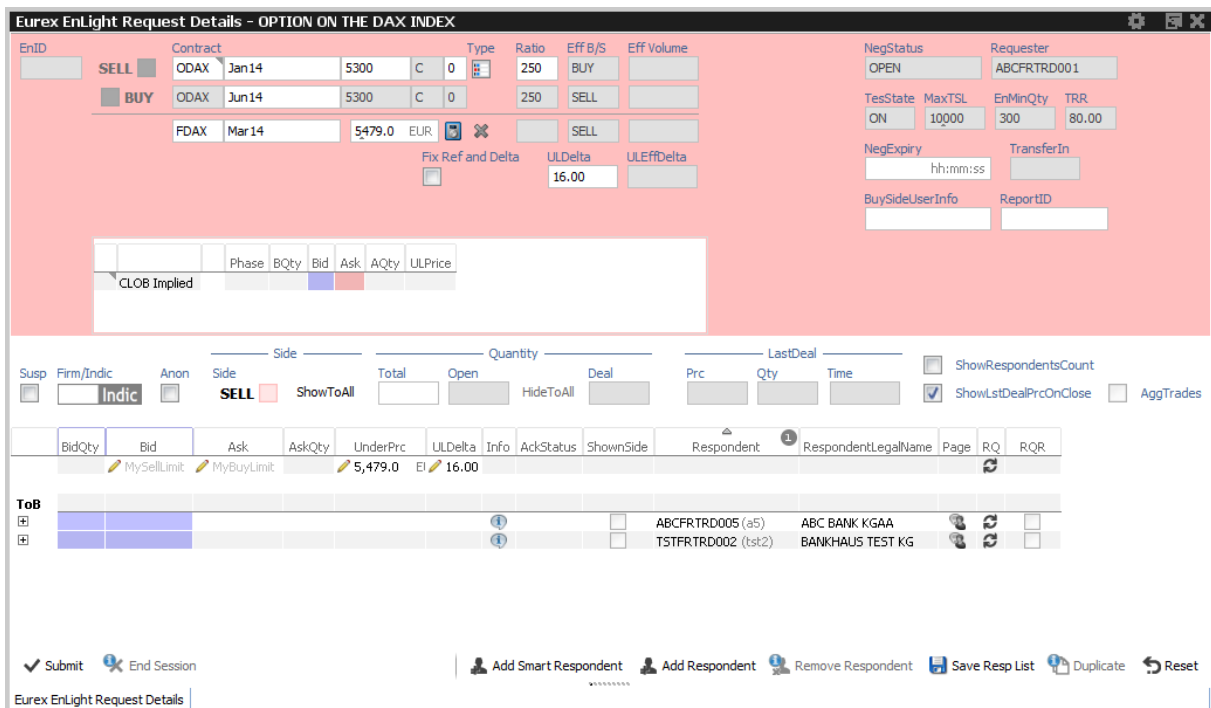 Eurex EnLight Request Details - OPTION ON THE DAX INDEX
EnID Contract Type Ratio Eff B/S Eff Volume NegStatus Requester
SELL ODAX Jan14 5300 C 0 250 BUY OPEN ABCFRTRD001
BUY ODAX Jun14 5300 C 0 250 SELL TesState MaxTSL EnMinQty TRR
ON 10000 300 80.00
FDAX Mar14 5479.0 EUR SELL
NegExpiry TransferIn
Fix Ref and Delta ULDelta ULEffDelta
hh:mm:ss
16.00
BuySideUserInfo ReportID
Phase BQty Bid Ask AQty ULPrice
CLOB Implied
Side Quantity LastDeal
Susp Firm/Indic Anon Side Total Open Deal Prc Qty Time ShowRespondentsCount
Indic SELL ShowToAll HideToAll ShowLstDealPrcOnClose AggTrades
BidQty Bid Ask AskQty UnderPrc ULDelta Info AckStatus ShownSide Respondent 1 RespondentLegalName Page RQ RQR
MySellLimit MyBuyLimit 5,479.0 16.00
ToB
ABCFRTRD005 (a5) ABC BANK KGAA
TSTFRTRD002 (tst2) BANKHAUS TEST KG
Submit End Session Add Smart Respondent Add Respondent Remove Respondent Save Resp List Duplicate Reset
Eurex EnLight Request Details